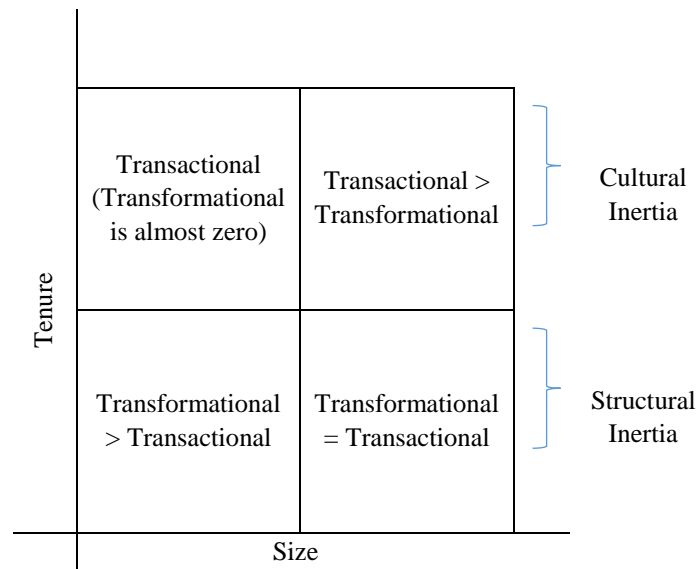 Transactional
(Transformational
is almost zero)
Transactional >
Transformational
Cultural
Inertia
Tenure
Transformational
> Transactional
Transformational
= Transactional
Structural
Inertia
Size